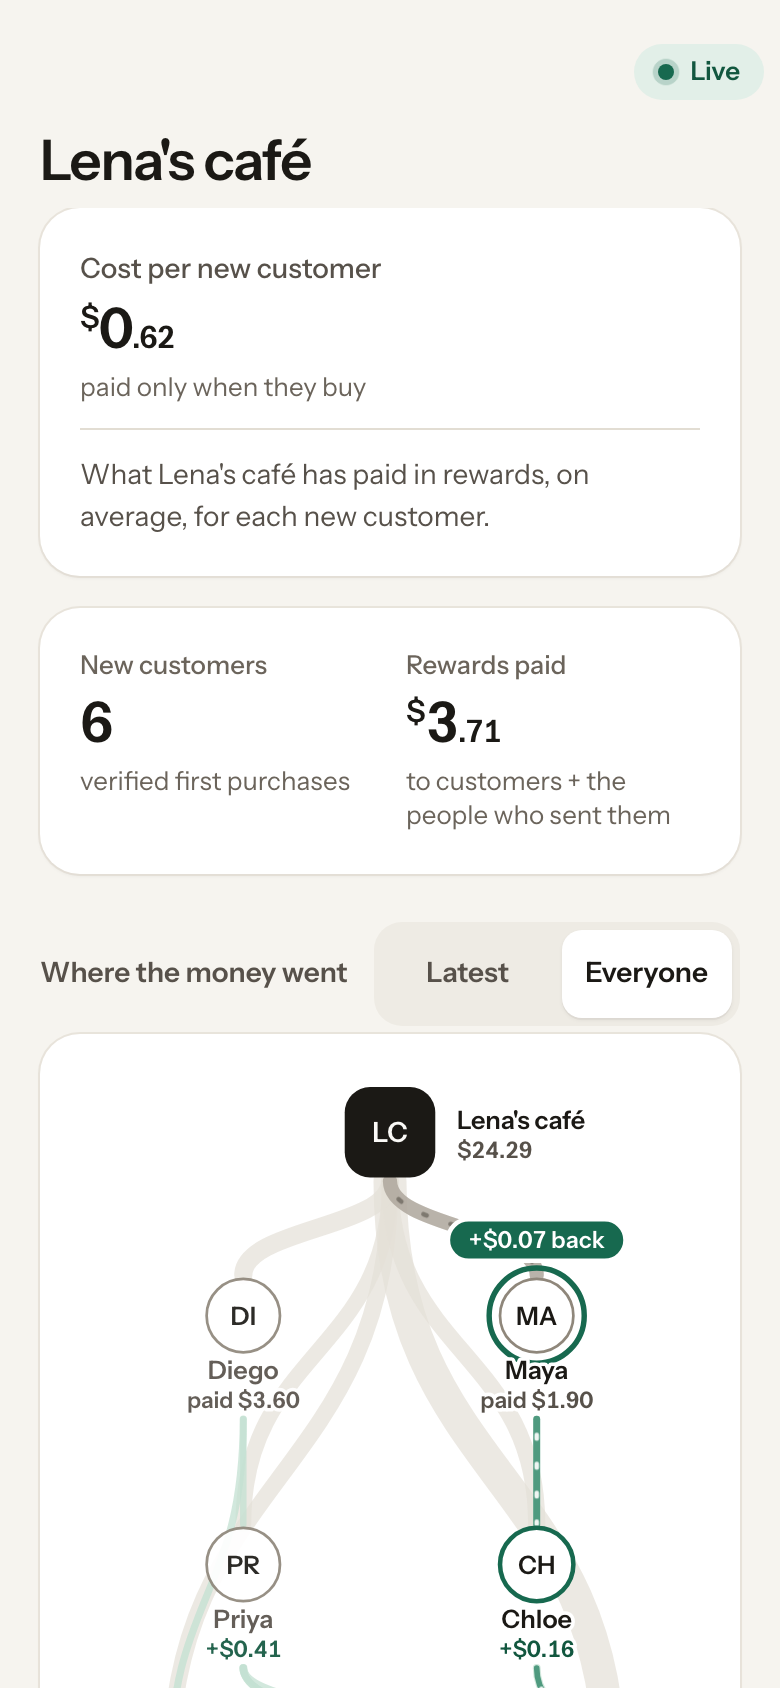 Live
Lena's café
Cost per new customer
$0.62
paid only when they buy
What Lena's café has paid in rewards, on
average, for each new customer.
New customers
6
verified first purchases
Rewards paid
$3.71
to customers + the
people who sent them
Where the money went
Latest
Everyone
LC
Lena's café
$24.29
+$0.07 back
DI
Diego
paid $3.60
MA
Maya
paid $1.90
PR
Priya
+$0.41
CH
Chloe
+$0.16